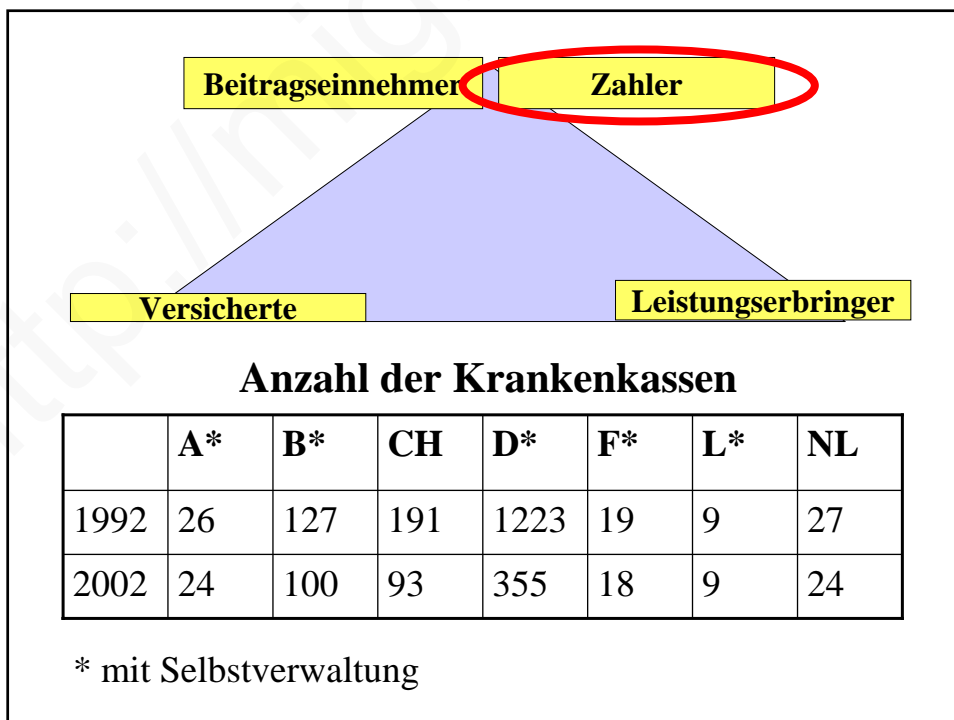 Beitragseinnehmer Zahler
Versicherte Leistungserbringer
Anzahl der Krankenkassen
A* B* CH D* F* L* NL
1992 26 127 191 1223 19 9 27
2002 24 100 93 355 18 9 24
* mit Selbstverwaltung